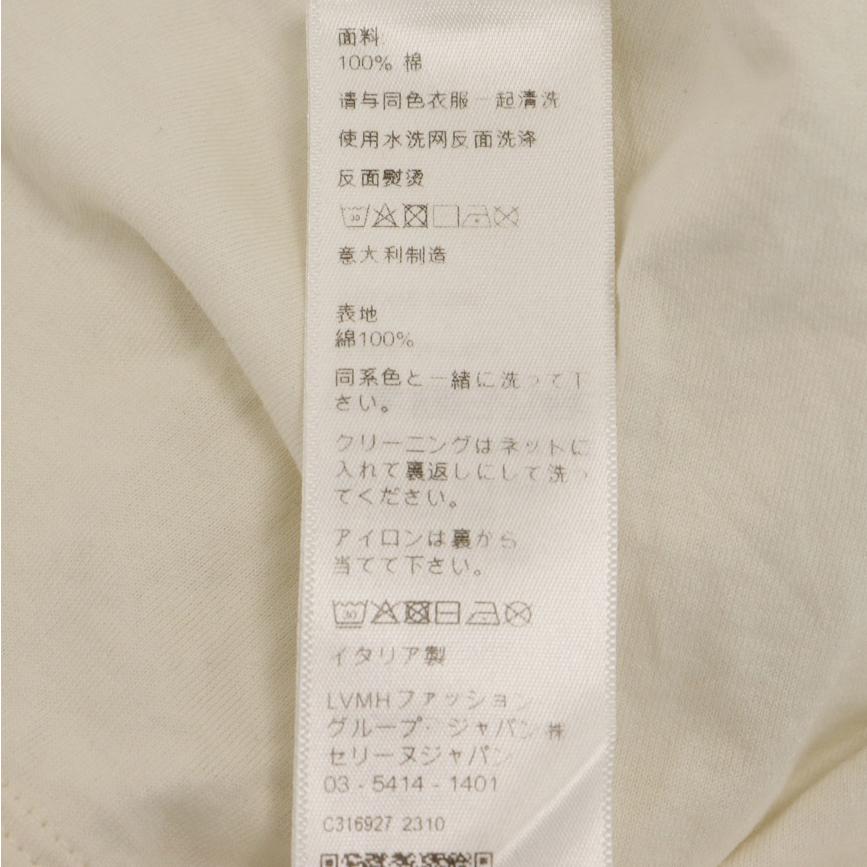 面料
100% 棉
请与同色衣服一起清洗
使用水洗网反面洗涤
反面熨烫
30
意大利制造
表地
綿100%
同系色と一緒に洗って下
さい。
クリーニングはネットに
入れて裏返しにして洗っ
てください。
アイロンは裏から
当てて下さい。
30
イタリア製
LVMHファッション
グループ・ジャパン㈱
セリーヌジャパン
03 - 5414 - 1401
C316927 2310